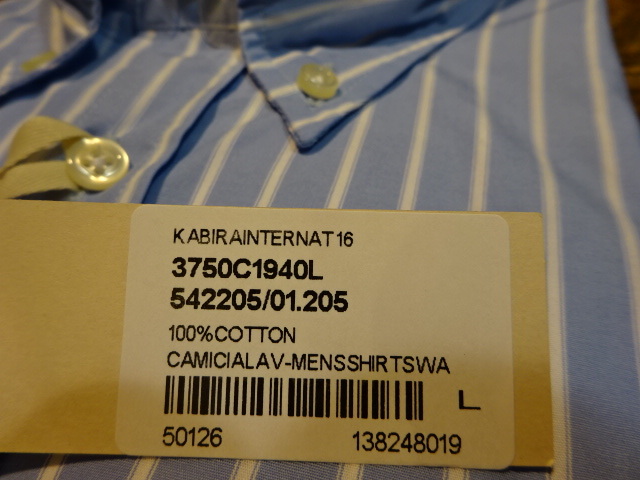 KABIRAINTERNAT16
3750C1940L
542205/01.205
100%COTTON
CAMICIALAV-MENSSHIRTSWA
L
50126 138248019